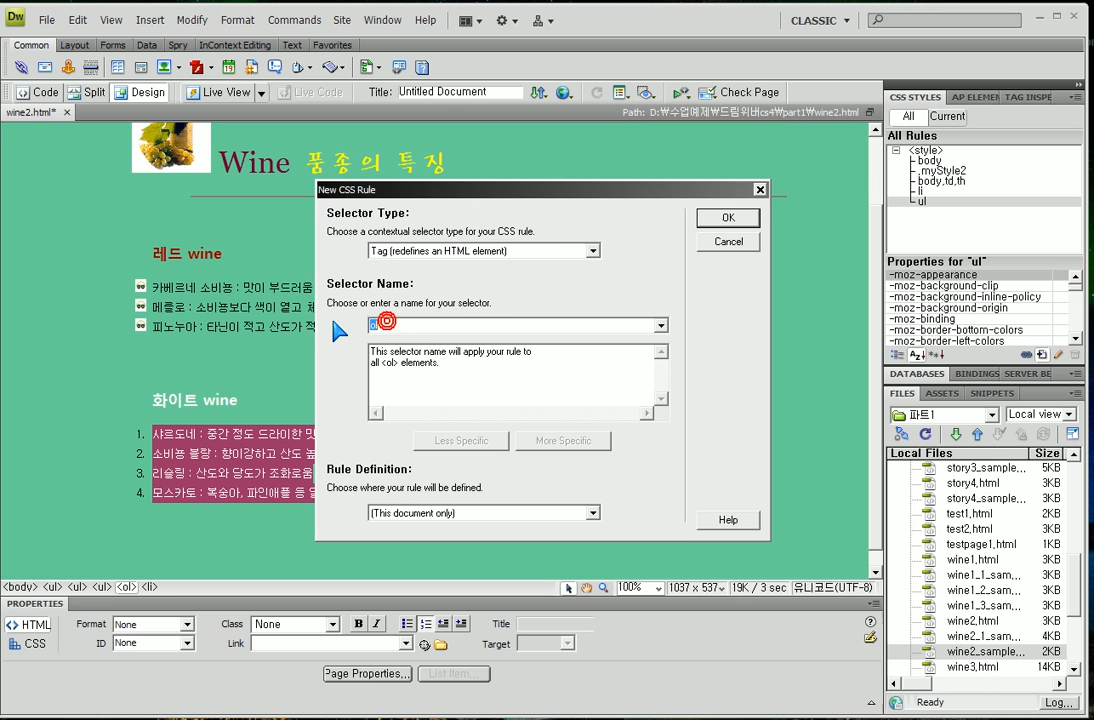 Dw File Edit View Insert Modify Format Commands Site Window Help CLASSIC
Common Layout Forms Data Spry InContext Editing Text Favorites
Code Split Design Live View Live Code Title: Untitled Document Check Page
wine2.html* Path: D:₩수업예제₩드림위버cs4₩part1₩wine2.html
Wine 품종의 특징
레드 wine
카베르네 소비뇽 : 맛이 부드러움
메를로 : 소비뇽보다 색이 옅고
피노누아 : 타닌이 적고 산도가 적
화이트 wine
1. 샤르도네 : 중간 정도 드라이한 맛
2. 소비뇽 블랑 : 향미강하고 산도 높
3. 리슬링 : 산도와 당도가 조화로움
4. 모스카토 : 복숭아, 파인애플 등
New CSS Rule
Selector Type:
Choose a contextual selector type for your CSS rule.
Tag (redefines an HTML element)
Selector Name:
Choose or enter a name for your selector.
ol
This selector name will apply your rule to
all <ol> elements.
Less Specific More Specific
Rule Definition:
Choose where your rule will be defined.
(This document only)
OK
Cancel
Help
CSS STYLES AP ELEMEN TAG INSPE
All Current
All Rules
<style>
body
.myStyle2
body,td,th
li
ul
Properties for "ul"
-moz-appearance
-moz-background-clip
-moz-background-inline-policy
-moz-background-origin
-moz-binding
-moz-border-bottom-colors
-moz-border-left-colors
DATABASES BINDINGS SERVER BE
FILES ASSETS SNIPPETS
파트1 Local view
Local Files Size
story3_sample... 5KB
story4.html 3KB
story4_sample... 3KB
test1.html 2KB
test2.html 3KB
testpage1.html 1KB
wine1.html 3KB
wine1_1_sam... 3KB
wine1_2_sam... 3KB
wine1_3_sam... 3KB
wine2.html 3KB
wine2_1_sam... 4KB
wine2_sample... 2KB
wine3.html 14KB
Ready Log...
<body> <ul> <ul> <ul> <ol> <li> 100% 1037 x 537 19K / 3 sec 유니코드(UTF-8)
PROPERTIES
HTML Format None Class None B I Title
CSS ID None Link Target
Page Properties... List Item...